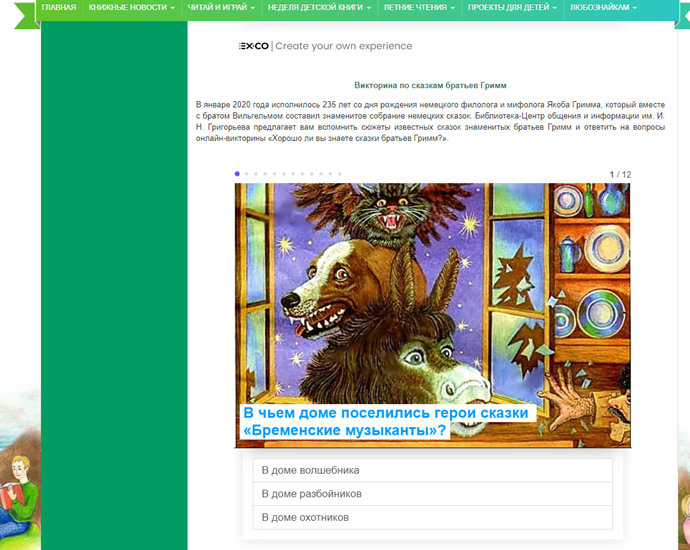 ГЛАВНАЯ КНИЖНЫЕ НОВОСТИ ЧИТАЙ И ИГРАЙ НЕДЕЛЯ ДЕТСКОЙ КНИГИ ЛЕТНИЕ ЧТЕНИЯ ПРОЕКТЫ ДЛЯ ДЕТЕЙ ЛЮБОЗНАЙКАМ
EX-CO | Create your own experience
Викторина по сказкам братьев Гримм
В январе 2020 года исполнилось 235 лет со дня рождения немецкого филолога и мифолога Якоба Гримма, который вместе
с братом Вильгельмом составил знаменитое собрание немецких сказок. Библиотека-Центр общения и информации им. И.
Н. Григорьева предлагает вам вспомнить сюжеты известных сказок знаменитых братьев Гримм и ответить на вопросы
онлайн-викторины «Хорошо ли вы знаете сказки братьев Гримм?».
1 / 12
В чьем доме поселились герои сказки
«Бременские музыканты»?
В доме волшебника
В доме разбойников
В доме охотников